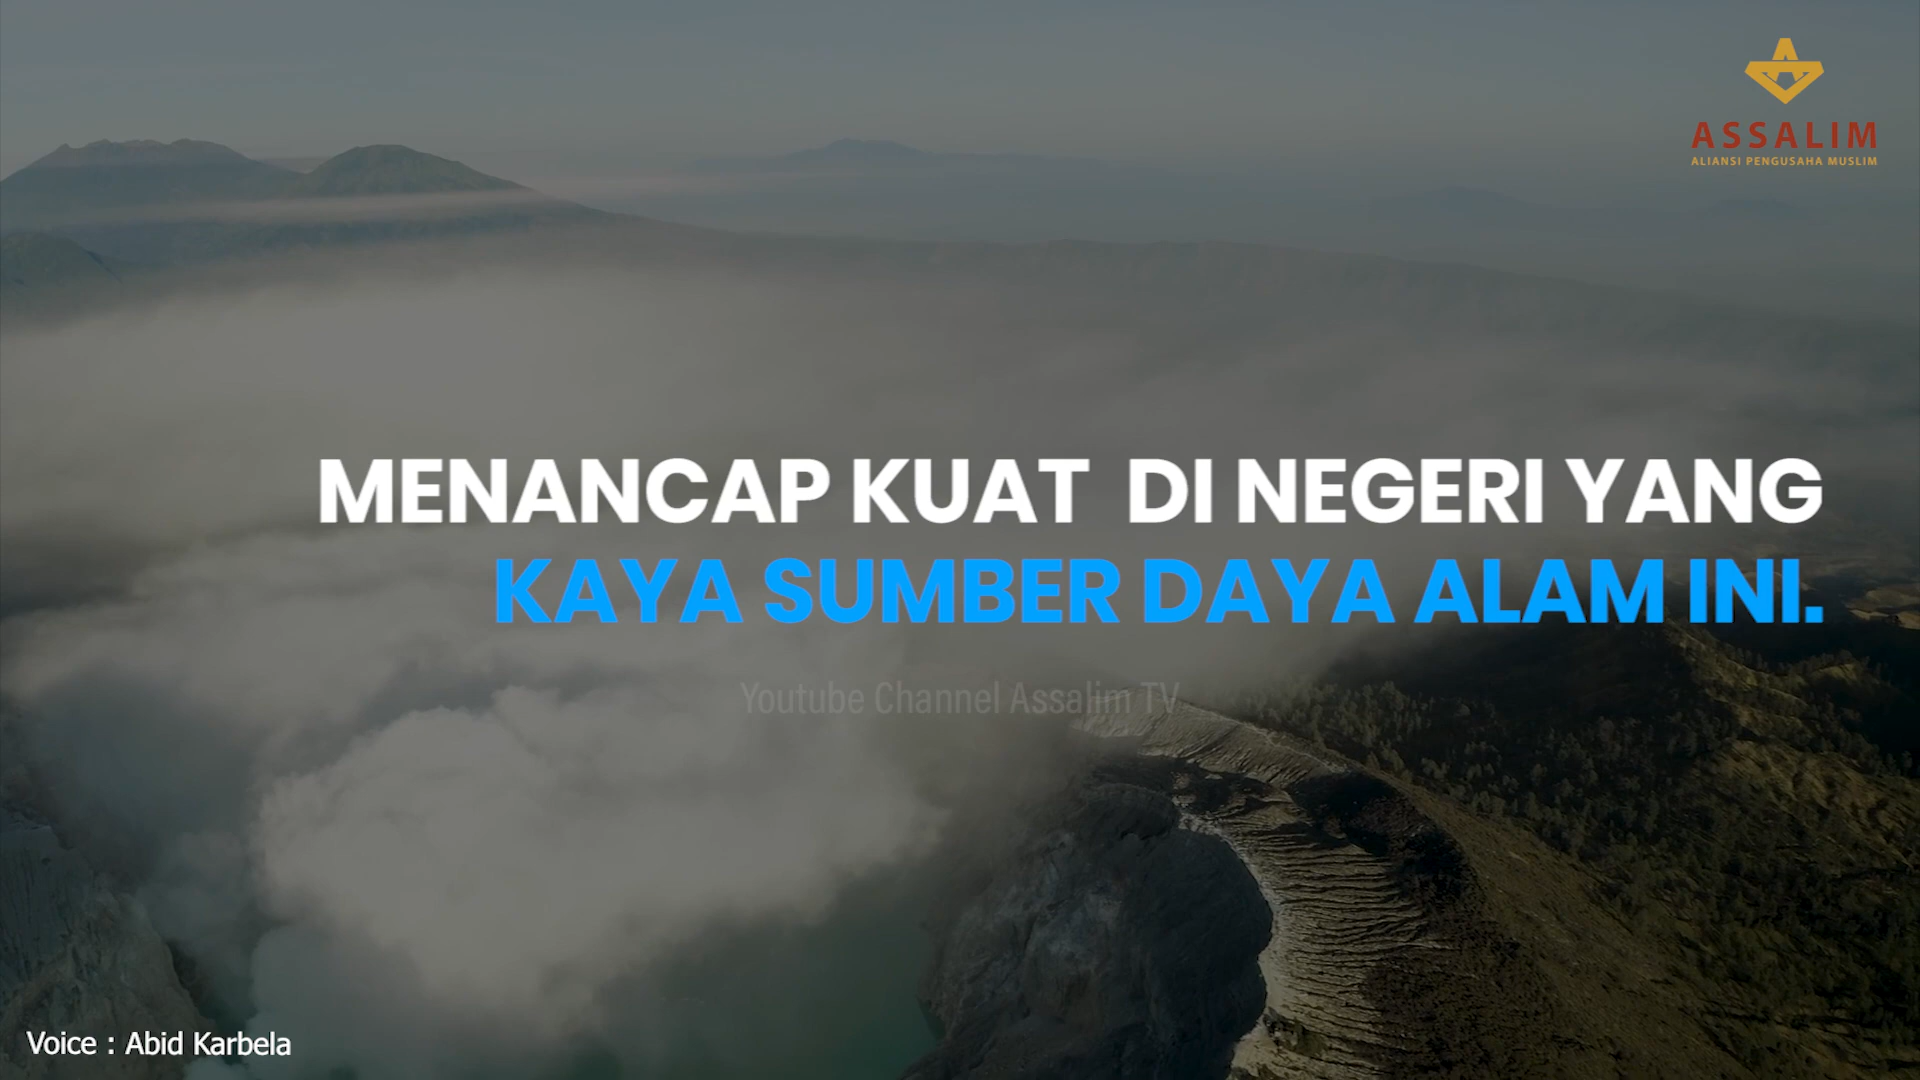 ASSALIM
ALIANSI PENGUSAHA MUSLIM
MENANCAP KUAT DI NEGERI YANG
KAYA SUMBER DAYA ALAM INI.
Youtube Channel Assalim TV
Voice : Abid Karbela